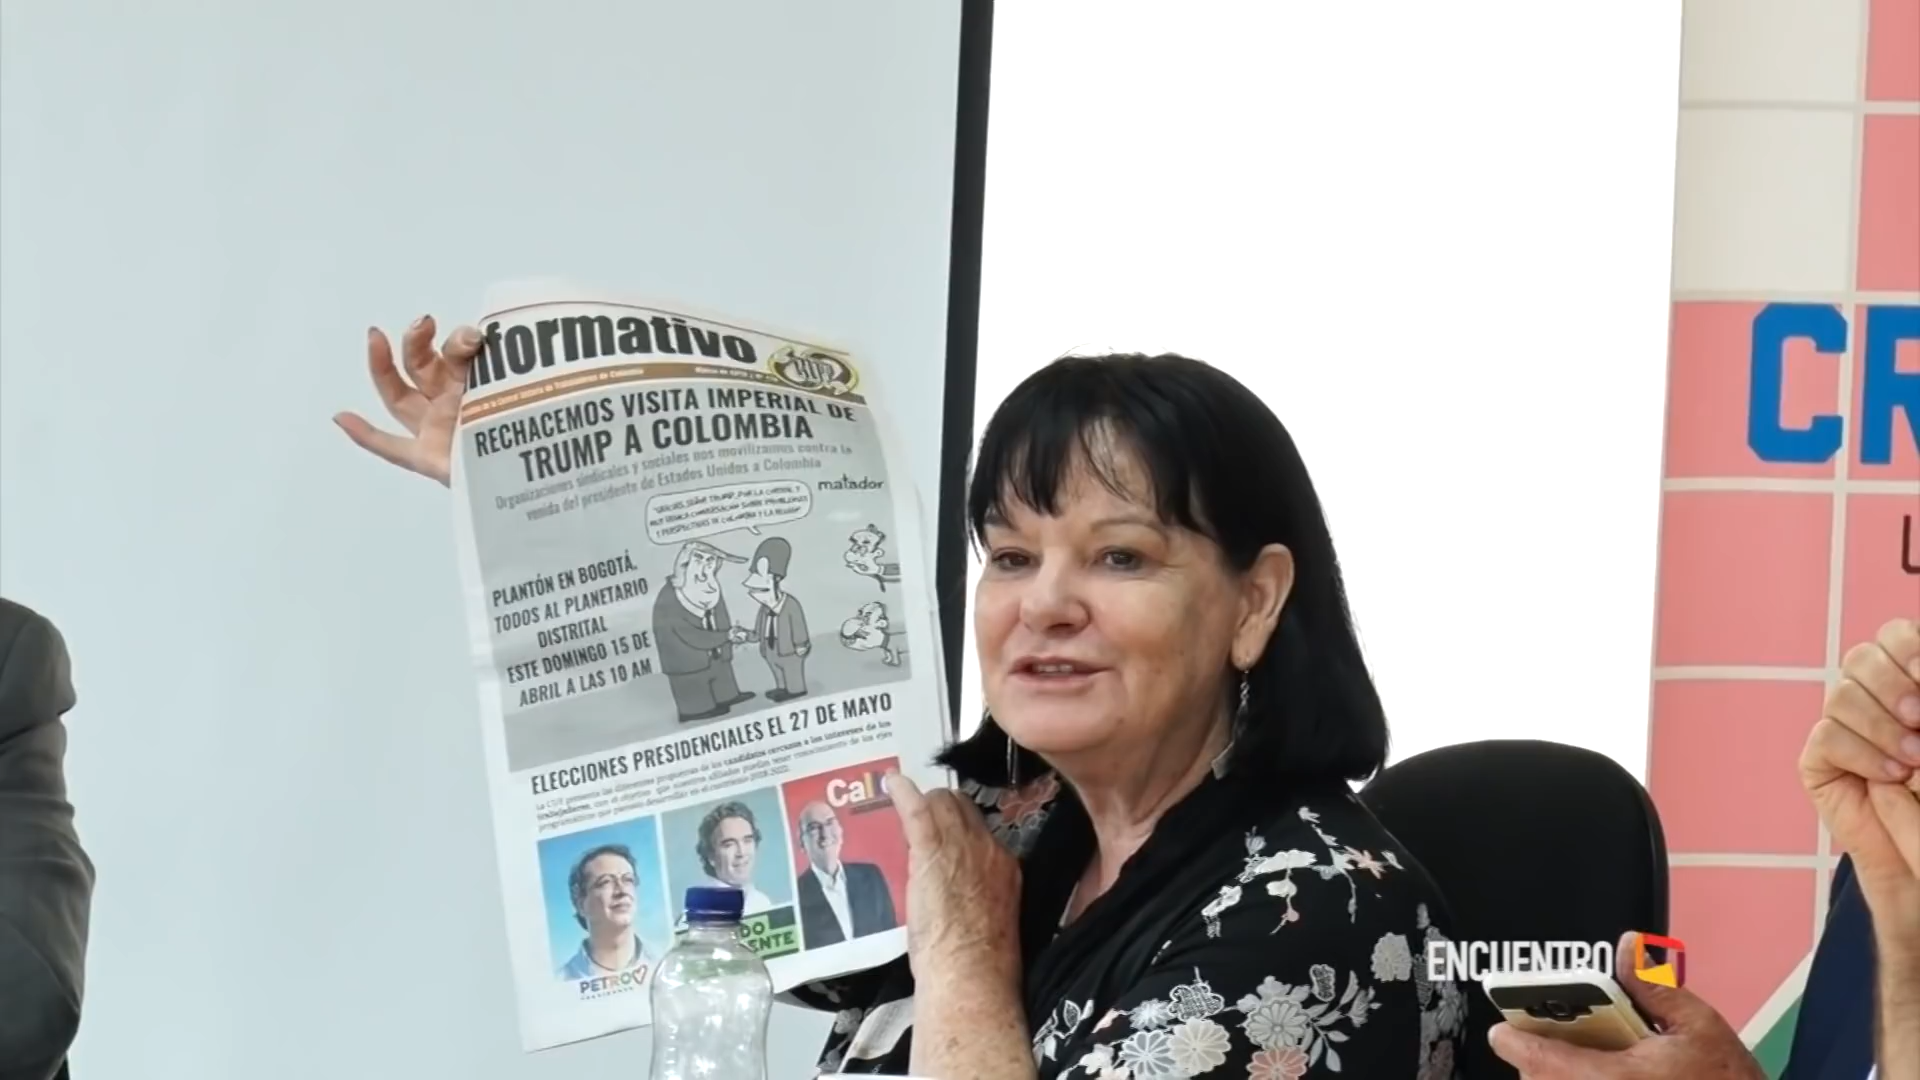 nformativo
RECHACEMOS VISITA IMPERIAL DE
TRUMP A COLOMBIA
Organizaciones sindicales y sociales nos movilizamos contra la
venida del presidente de Estados Unidos a Colombia
matador
PLANTÓN EN BOGOTÁ.
TODOS AL PLANETARIO
DISTRITAL
ESTE DOMINGO 15 DE
ABRIL A LAS 10 AM
ELECCIONES PRESIDENCIALES EL 27 DE MAYO
PETRO
CR
ENCUENTRO